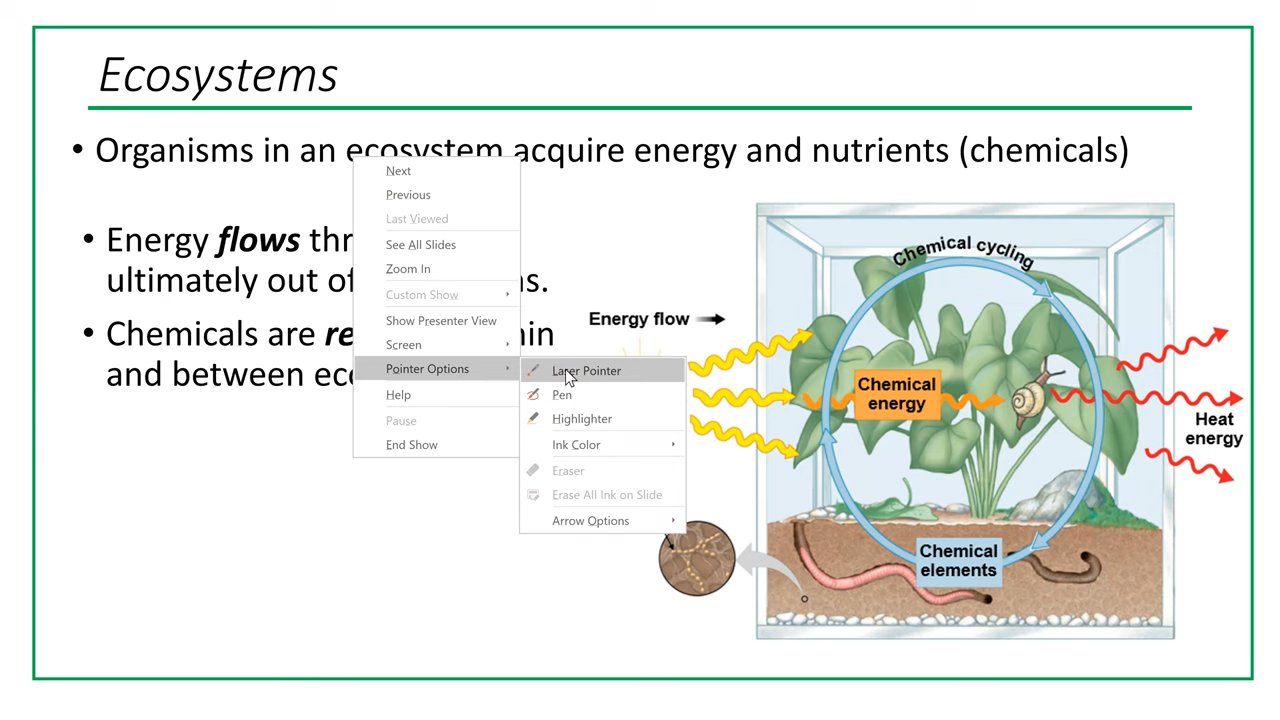 Ecosystems
• Organisms in an ecosystem acquire energy and nutrients (chemicals)
• Energy flows thr
ultimately out of s.
• Chemicals are re in
and between eco
Next
Previous
Last Viewed
See All Slides
Zoom In
Custom Show
Show Presenter View
Screen
Pointer Options
Help
Pause
End Show
Laser Pointer
Pen
Highlighter
Ink Color
Eraser
Erase All Ink on Slide
Arrow Options
Energy flow
Chemical cycling
Chemical
energy
Heat
energy
Chemical
elements